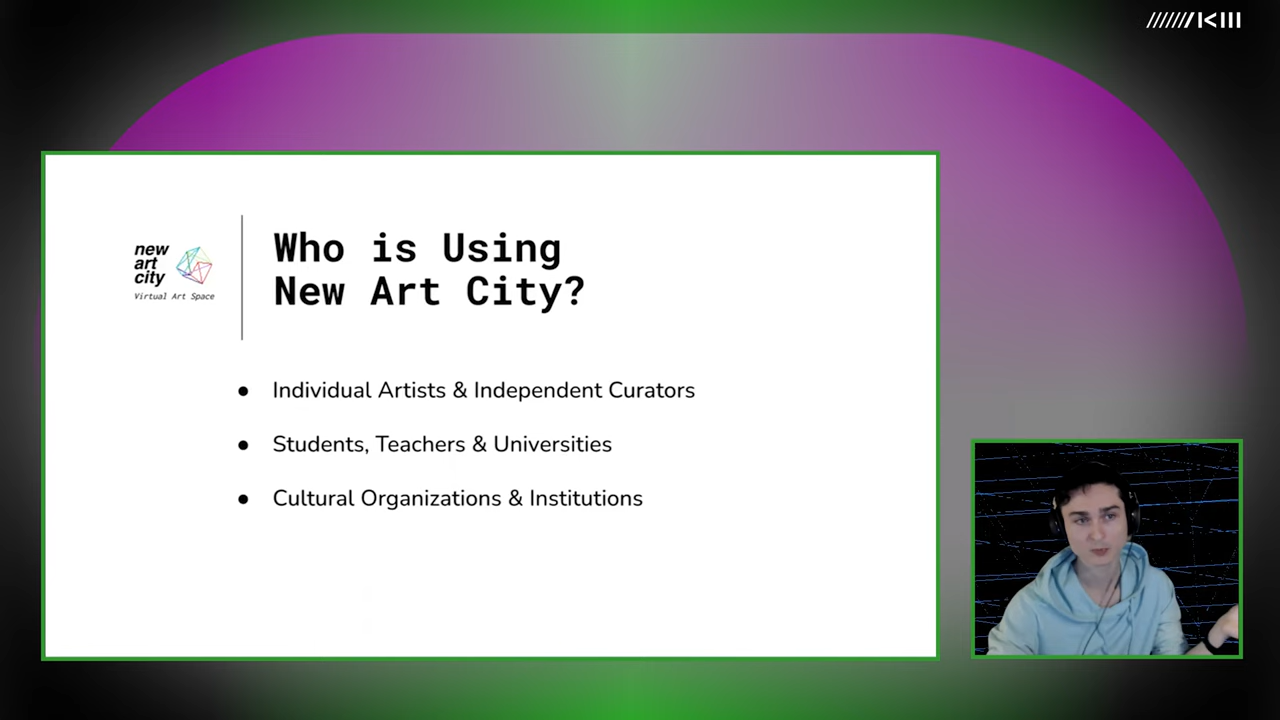 new
art
city
Virtual Art Space
Who is Using
New Art City?
● Individual Artists & Independent Curators
● Students, Teachers & Universities
● Cultural Organizations & Institutions